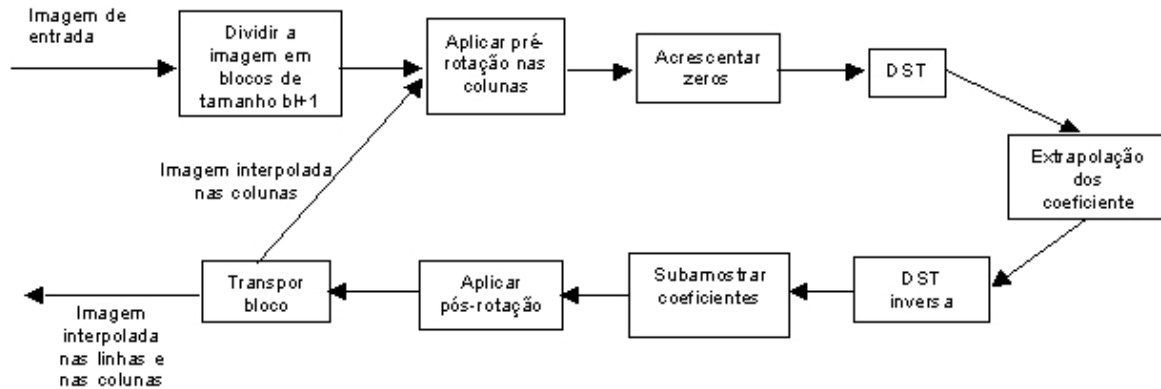 Imagem de
entrada
Dividir a
imagem em
blocos de
tamanho bl+1
Aplicar pré-
rotação nas
colunas
Acrescentar
zeros
DST
Extrapolação
dos
coeficiente
Imagem interpolada
nas colunas
Transpor
bloco
Aplicar
pós-rotação
Subamostrar
coeficientes
DST
inversa
Imagem
interpolada
nas linhas e
nas colunas